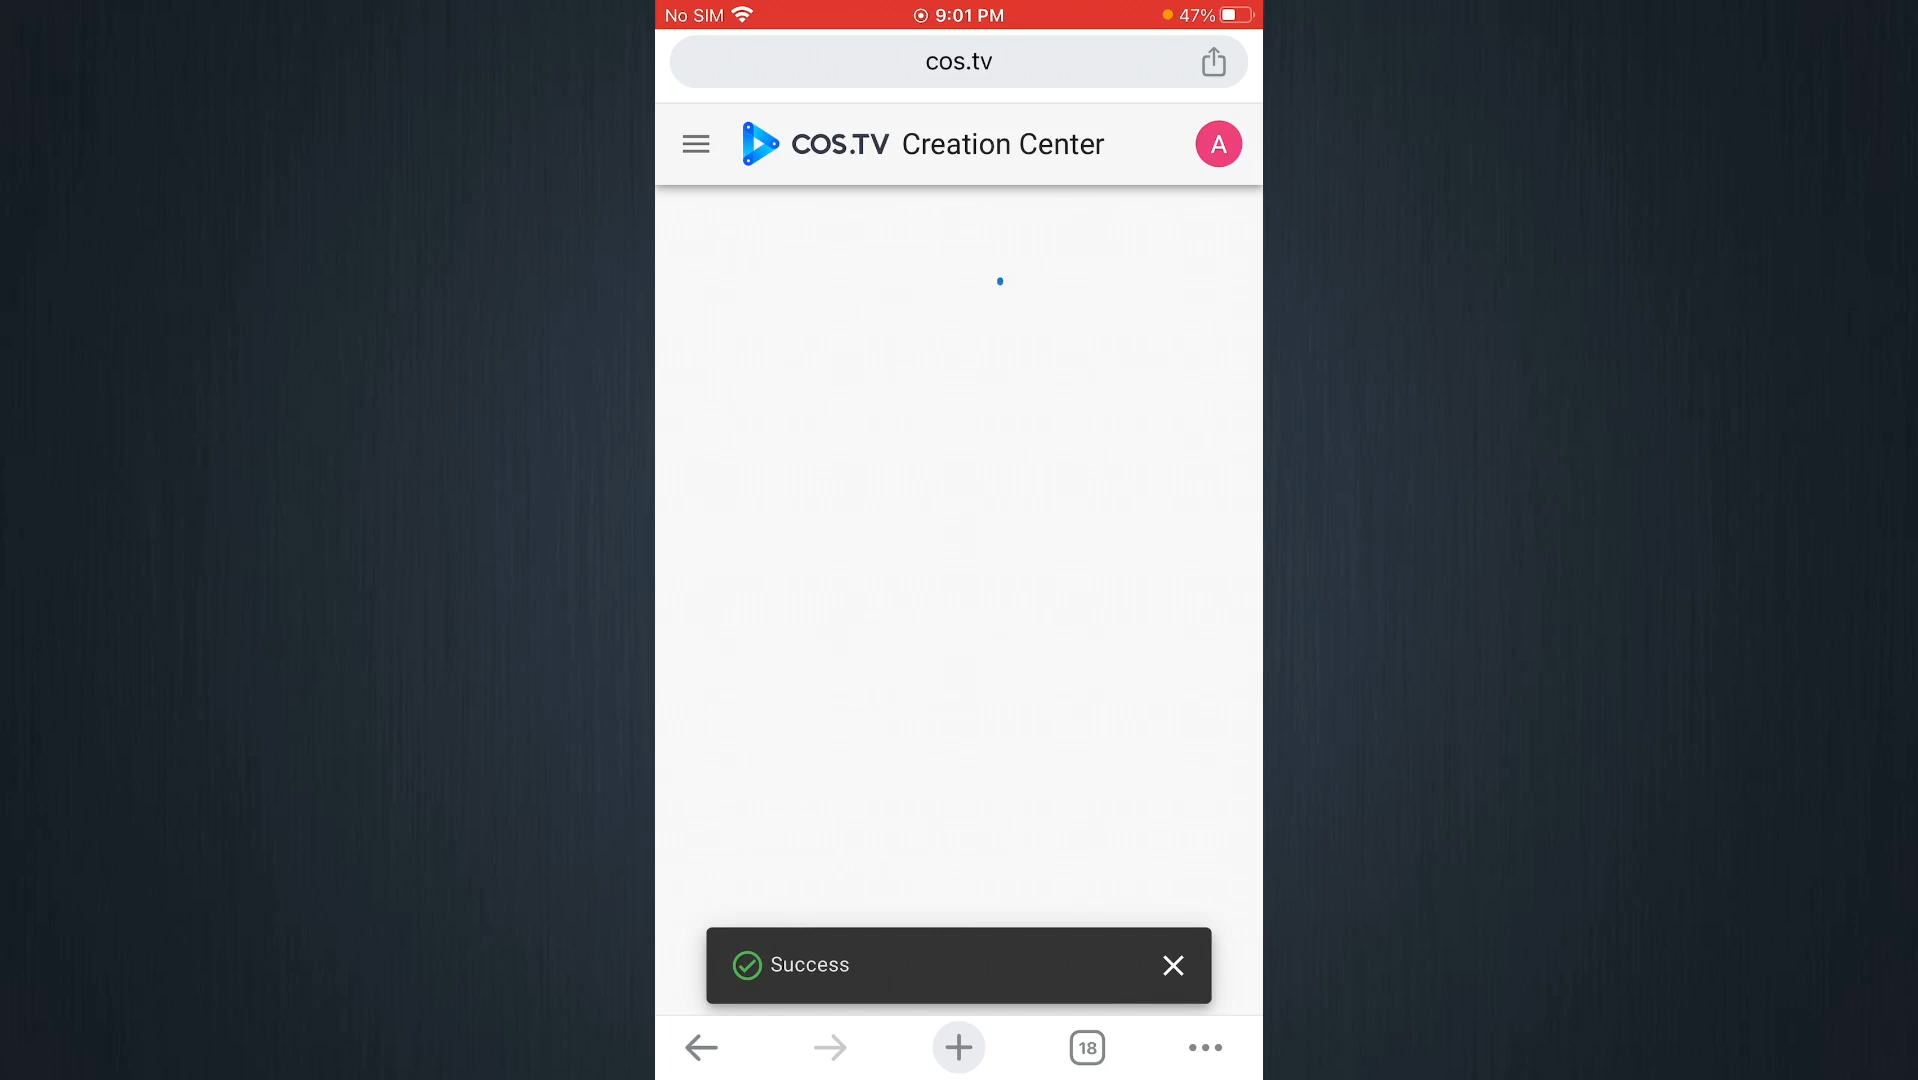 No SIM 9:01 PM 47%
cos.tv
COS.TV Creation Center A
Success
18